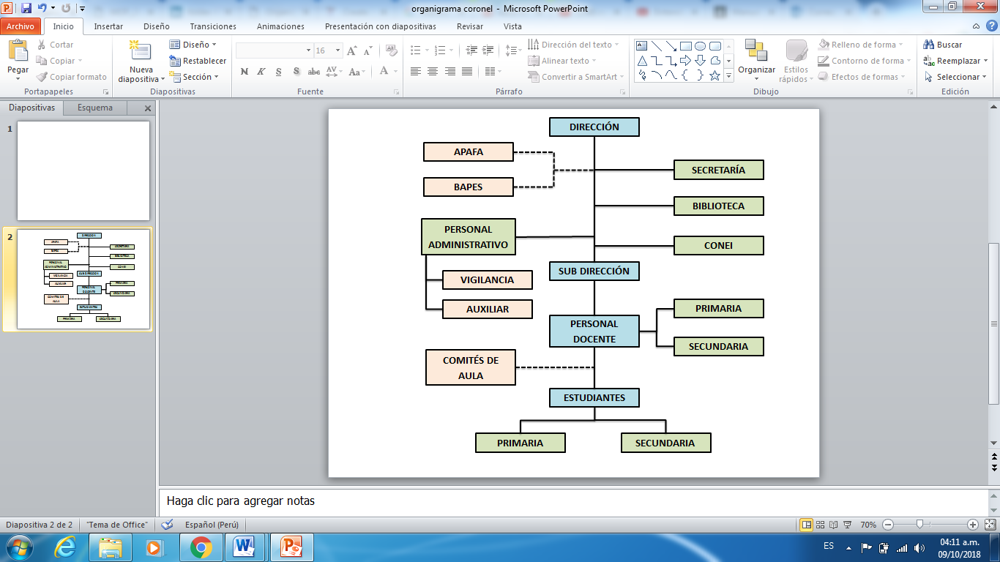 organigrama coronel - Microsoft PowerPoint
Archivo Inicio Insertar Diseño Transiciones Animaciones Presentación con diapositivas Revisar Vista
Pegar
Cortar
Copiar
Copiar formato
Portapapeles
Nueva
diapositiva
Diseño
Restablecer
Sección
Diapositivas
16
N K S S abc AV Aa A
Fuente
Dirección del texto
Alinear texto
Convertir a SmartArt
Párrafo
Organizar
Estilos
rápidos
Relleno de forma
Contorno de forma
Efectos de formas
Dibujo
Buscar
Reemplazar
Seleccionar
Edición
Diapositivas Esquema
1
2
DIRECCIÓN
APAFA
SECRETARÍA
BAPES
BIBLIOTECA
PERSONAL
ADMINISTRATIVO
CONEI
SUB DIRECCIÓN
VIGILANCIA
AUXILIAR
PRIMARIA
PERSONAL
DOCENTE
SECUNDARIA
COMITÉS DE
AULA
ESTUDIANTES
PRIMARIA
SECUNDARIA
Haga clic para agregar notas
Diapositiva 2 de 2 "Tema de Office" Español (Perú) 70%
ES
04:11 a.m.
09/10/2018